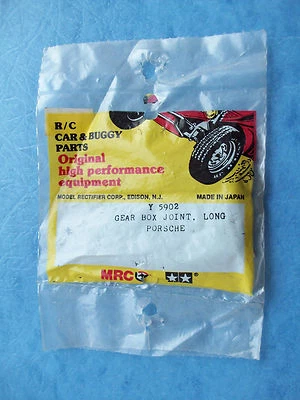 R/C
CAR & BUGGY
PARTS
Original
high performance
equipment
MODEL RECTIFIER CORP., EDISON, N.J. MADE IN JAPAN
Y 5902
GEAR BOX JOINT, LONG
PORSCHE
MRC